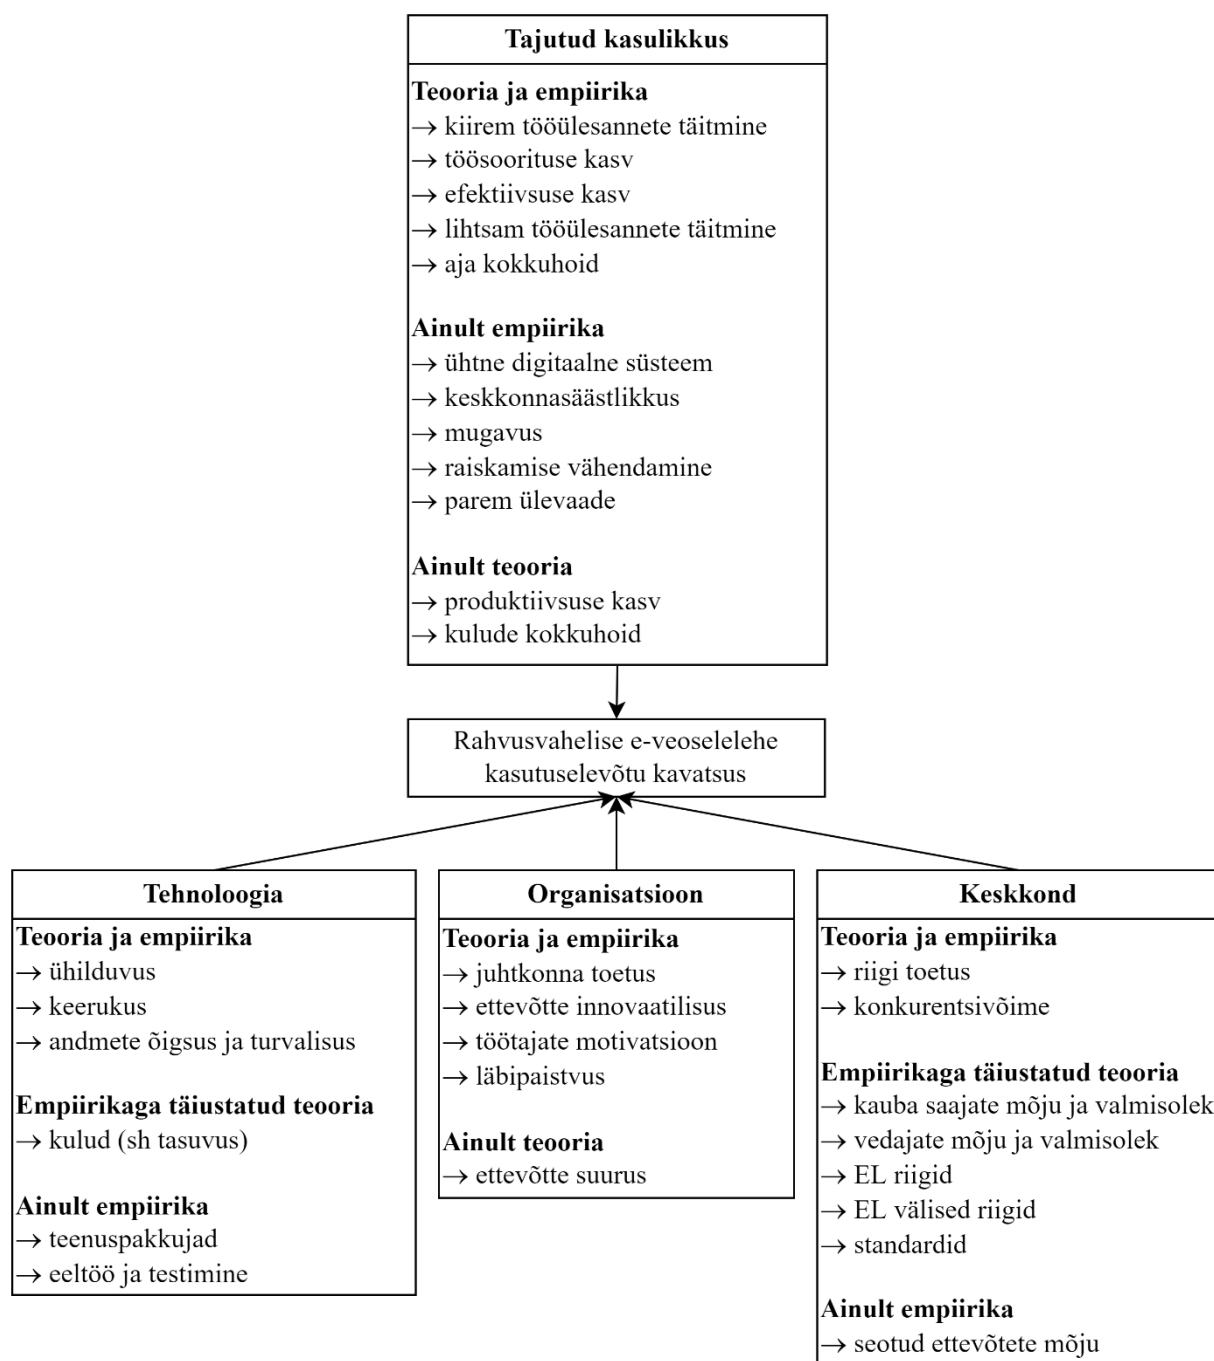 Tajutud kasulikkus
Teooria ja empiirika
→ kiirem tööülesannete täitmine
→ töösoorituse kasv
→ efektiivsuse kasv
→ lihtsam tööülesannete täitmine
→ aja kokkuhoid
Ainult empiirika
→ ühtne digitaalne süsteem
→ keskkonnasäästlikkus
→ mugavus
→ raiskamise vähendamine
→ parem ülevaade
Ainult teooria
→ produktiivsuse kasv
→ kulude kokkuhoid
Rahvusvahelise e-veoselelehe
kasutuselevõtu kavatsus
Tehnoloogia
Teooria ja empiirika
→ ühilduvus
→ keerukus
→ andmete õigsus ja turvalisus
Empiirikaga täiustatud teooria
→ kulud (sh tasuvus)
Ainult empiirika
→ teenuspakkujad
→ eeltöö ja testimine
Organisatsioon
Teooria ja empiirika
→ juhtkonna toetus
→ ettevõtte innovaatilisus
→ töötajate motivatsioon
→ läbipaistvus
Ainult teooria
→ ettevõtte suurus
Keskkond
Teooria ja empiirika
→ riigi toetus
→ konkurentsivõime
Empiirikaga täiustatud teooria
→ kauba saajate mõju ja valmisolek
→ vedajate mõju ja valmisolek
→ EL riigid
→ EL välised riigid
→ standardid
Ainult empiirika
→ seotud ettevõtete mõju